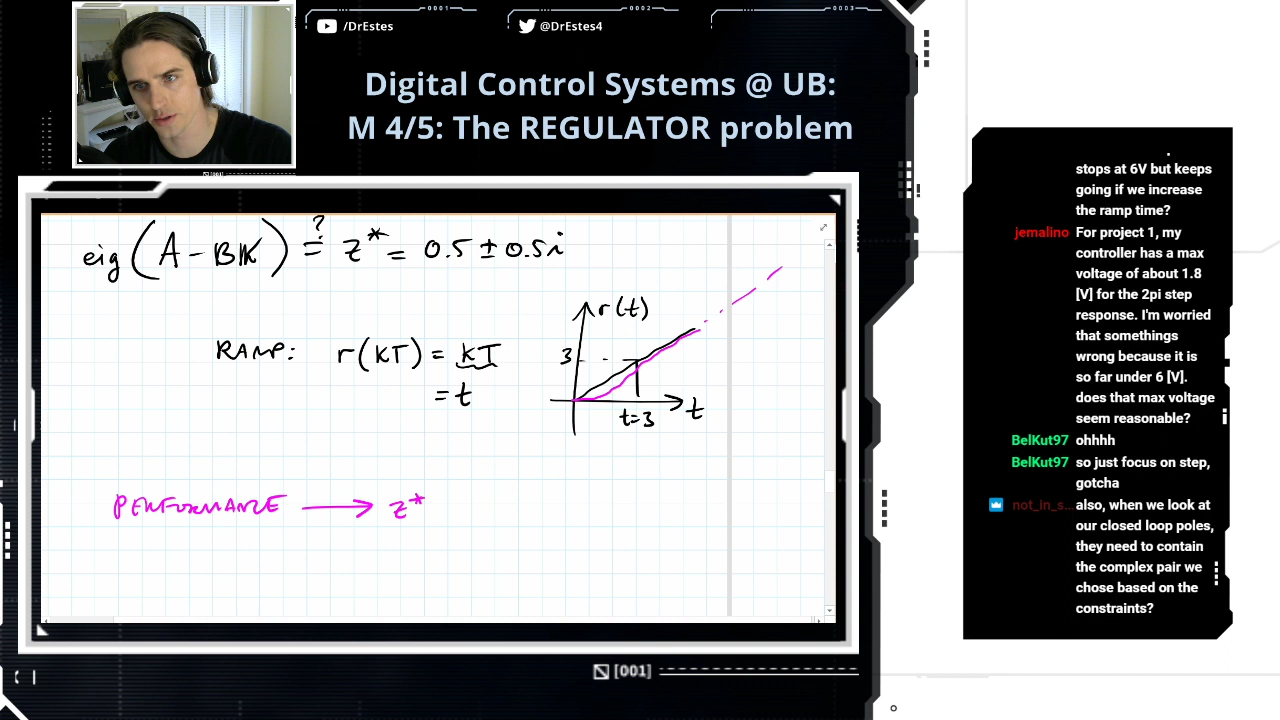 0001
0002
0003
/DrEstes
@DrEstes4
Digital Control Systems @ UB:
M 4/5: The REGULATOR problem
[001]
eig(A-BK) ?= z* = 0.5 ± 0.5i
RAMP: r(kT) = kT
= t
r(t)
3
t=3
t
PERFORMANCE → z*
[001]
stops at 6V but keeps
going if we increase
the ramp time?
jemalino For project 1, my
controller has a max
voltage of about 1.8
[V] for the 2pi step
response. I'm worried
that somethings
wrong because it is
so far under 6 [V].
does that max voltage
seem reasonable?
BelKut97 ohhhh
BelKut97 so just focus on step,
gotcha
not_in_s... also, when we look at
our closed loop poles,
they need to contain
the complex pair we
chose based on the
constraints?